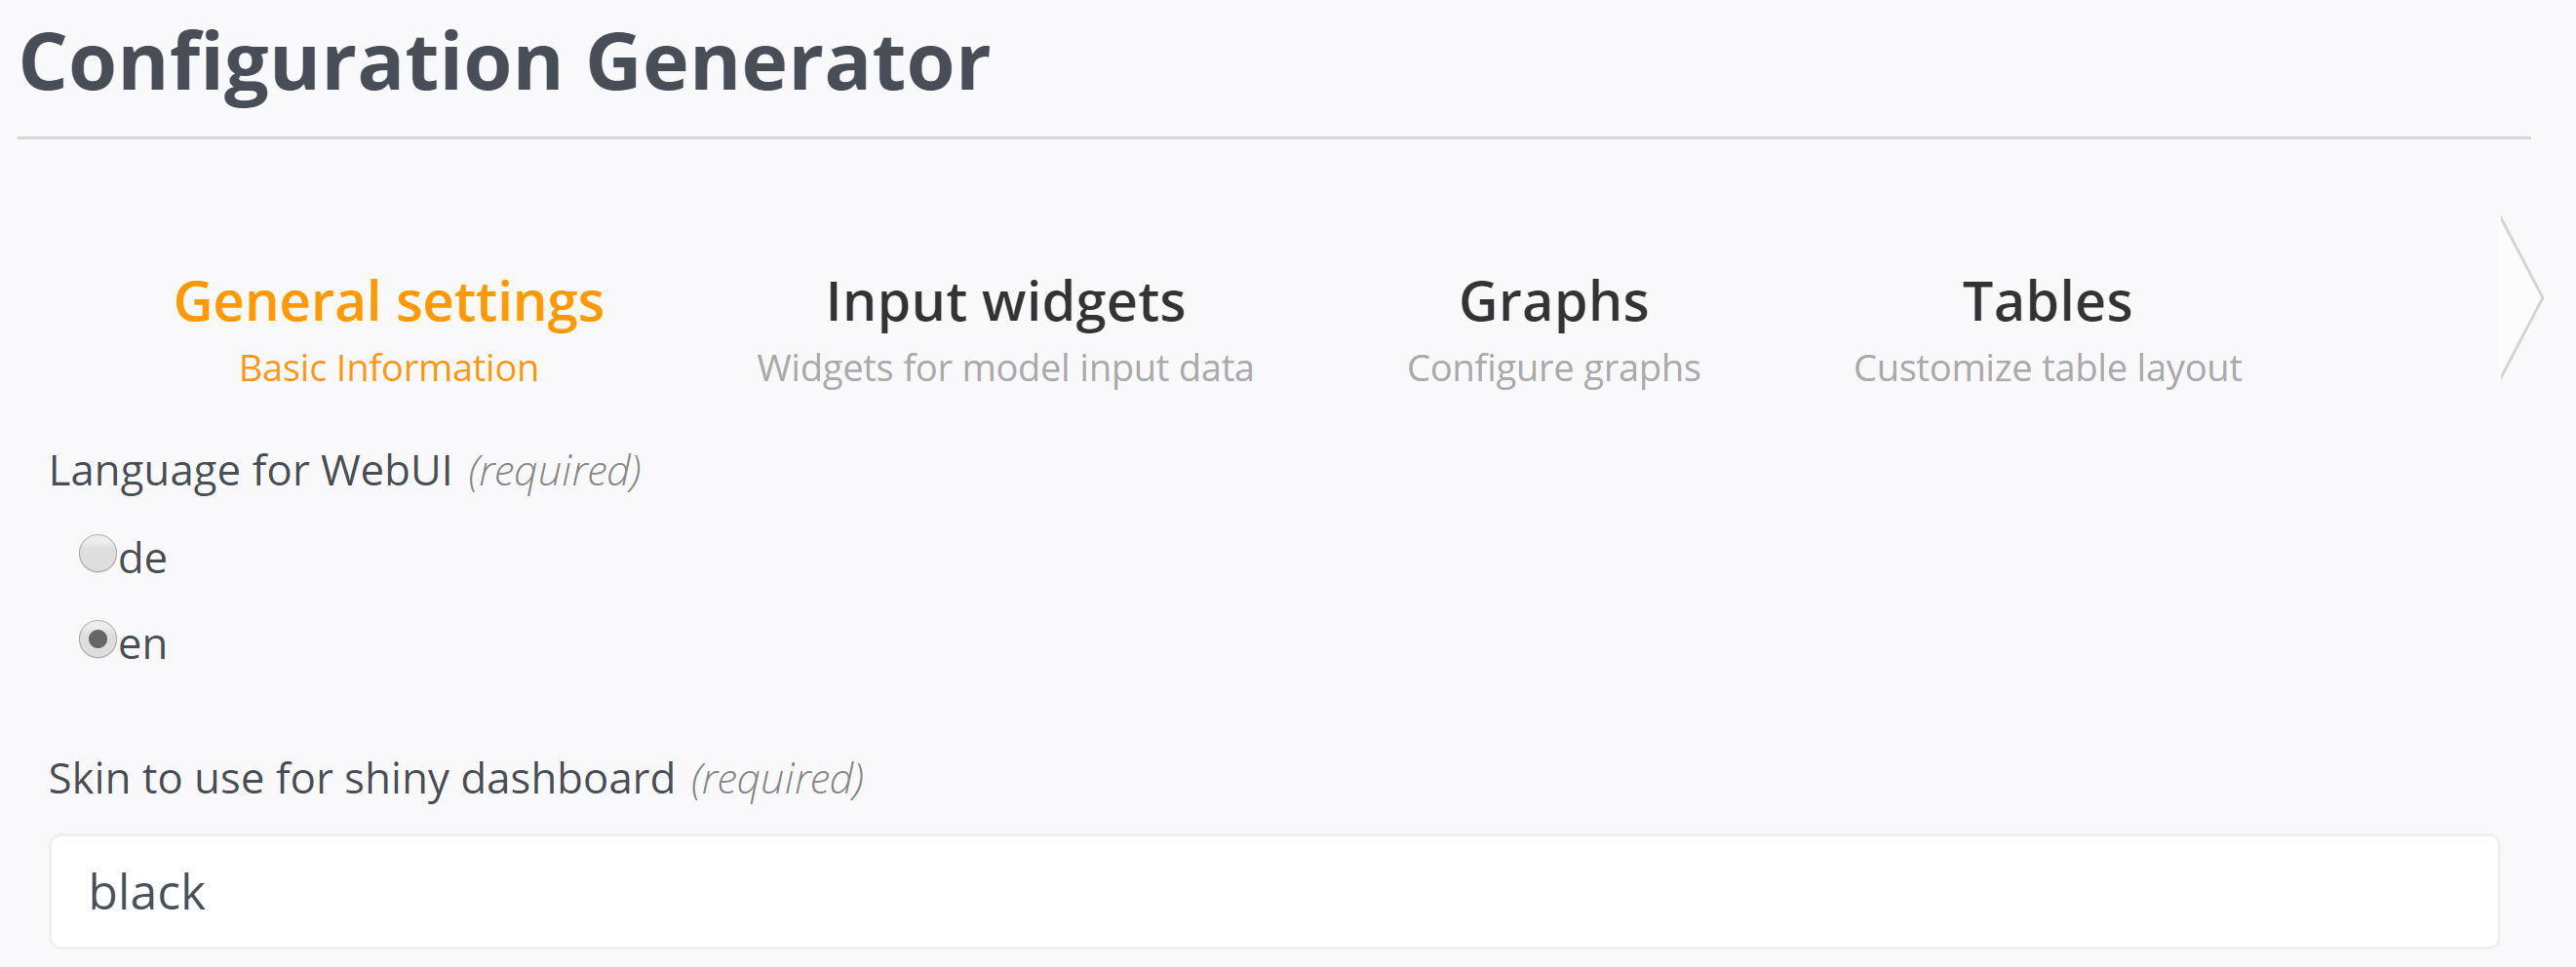 Configuration Generator
General settings
Basic Information
Input widgets
Widgets for model input data
Graphs
Configure graphs
Tables
Customize table layout
Language for WebUI (required)
de
en
Skin to use for shiny dashboard (required)
black